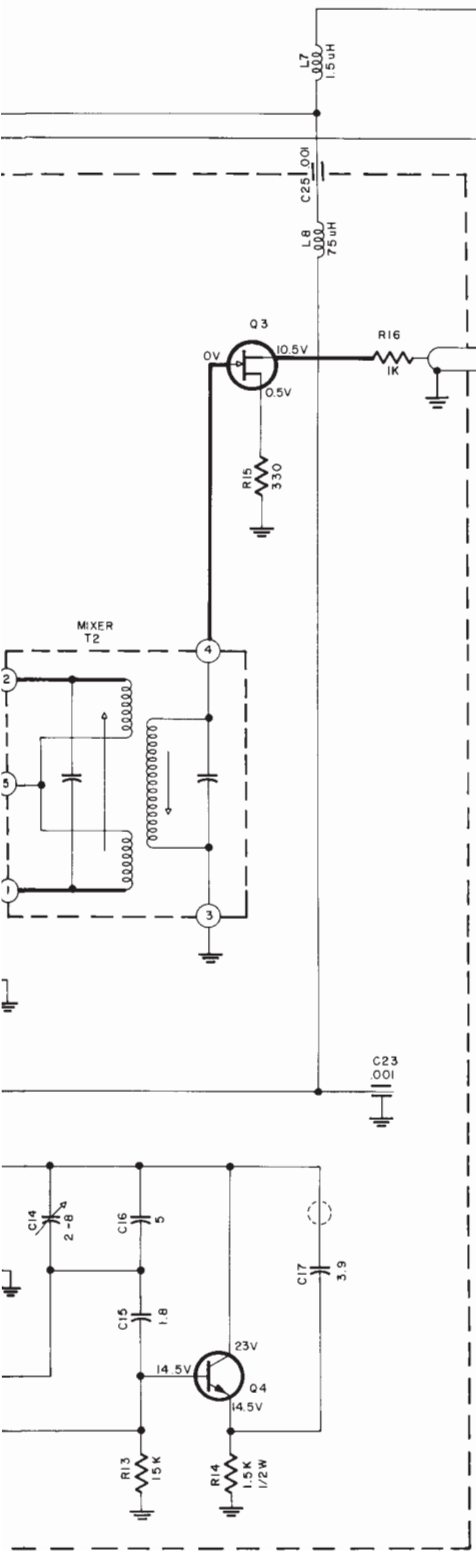 L7
1.5uH
C25 .001
L8
75uH
Q3
0V
10.5V
0.5V
R16
1K
R15
330
MIXER
T2
4
2
5
1
3
C23
.001
C14
2-8
C16
5
C15
1.8
C17
3.9
23V
14.5V
Q4
14.5V
R13
15K
R14
1.5K
1/2W